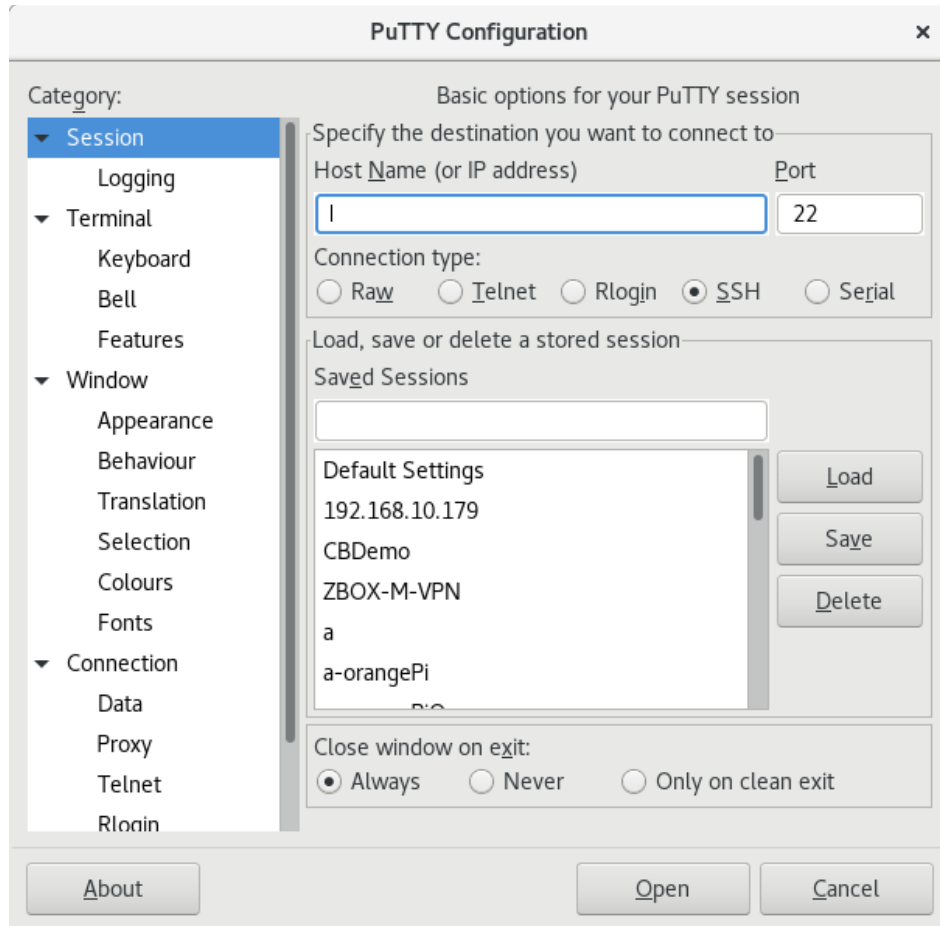 PuTTY Configuration
Category:
Session
Logging
Terminal
Keyboard
Bell
Features
Window
Appearance
Behaviour
Translation
Selection
Colours
Fonts
Connection
Data
Proxy
Telnet
Rlogin
Basic options for your PuTTY session
Specify the destination you want to connect to
Host Name (or IP address) Port
22
Connection type:
Raw Telnet Rlogin SSH Serial
Load, save or delete a stored session
Saved Sessions
Default Settings
192.168.10.179
CBDemo
ZBOX-M-VPN
a
a-orangePi
Load
Save
Delete
Close window on exit:
Always Never Only on clean exit
About Open Cancel